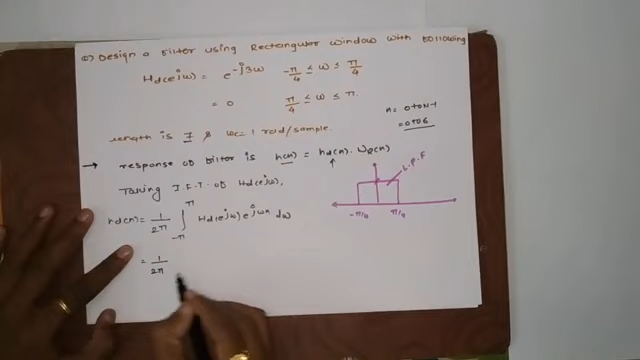 Q) Design a Filter using Rectangular window with following
Hd(e^jω) = e^-j3ω   -π/4 ≤ ω ≤ π/4
= 0   π/4 ≤ ω ≤ π.
n = 0 to N-1
= 0 to 6
length is 7 & ωc = 1 rad/sample.
→ response of filter is h(n) = hd(n). WR(n)
Taking I.F.T. of Hd(e^jω),
L.P.F
hd(n) = 1/2π ∫ -π π Hd(e^jω) e^jωn dω
-π/4   π/4
= 1/2π